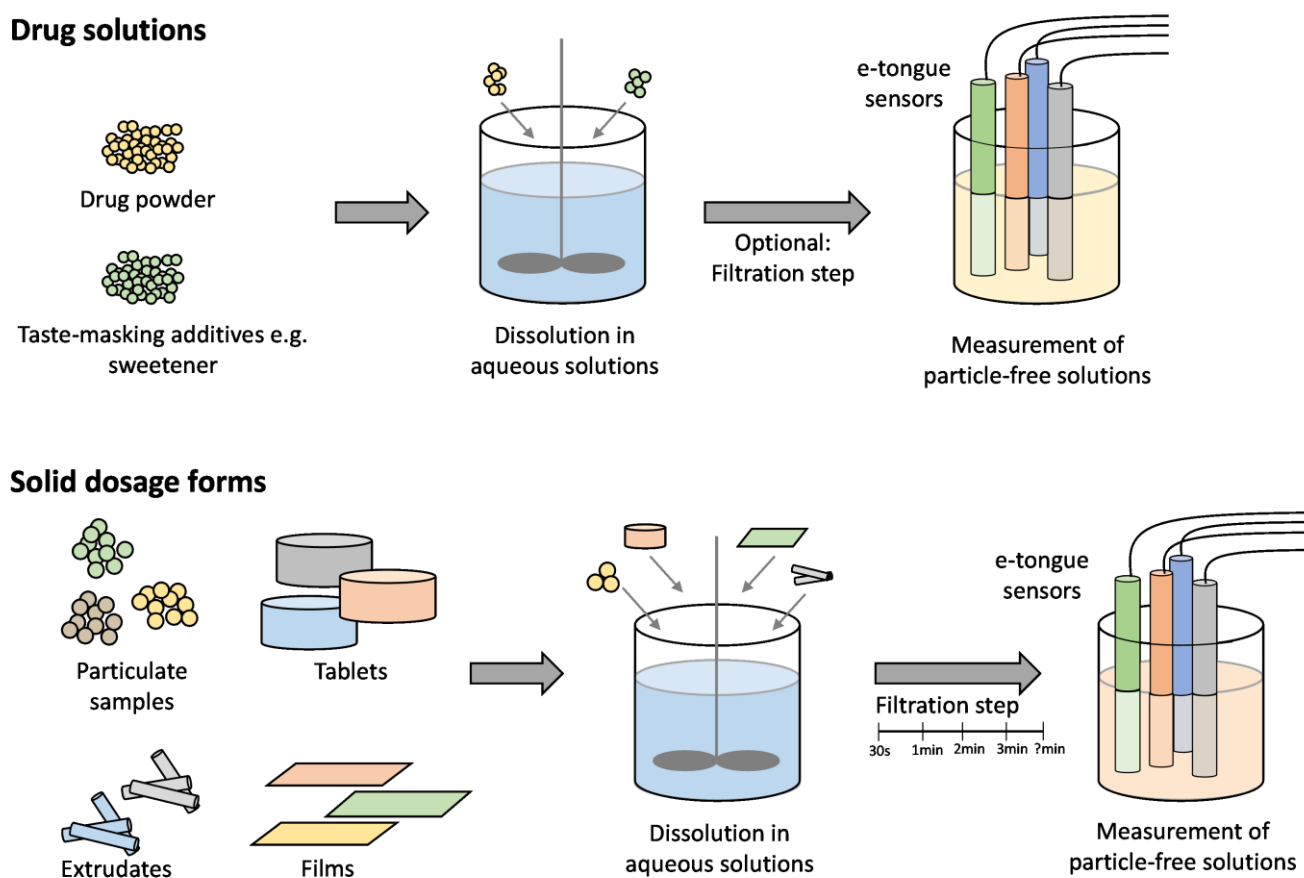 Drug solutions
Drug powder
Taste-masking additives e.g.
sweetener
Dissolution in
aqueous solutions
Optional:
Filtration step
e-tongue
sensors
Measurement of
particle-free solutions
Solid dosage forms
Particulate
samples
Tablets
Extrudates
Films
Dissolution in
aqueous solutions
Filtration step
30s 1min 2min 3min ?min
e-tongue
sensors
Measurement of
particle-free solutions